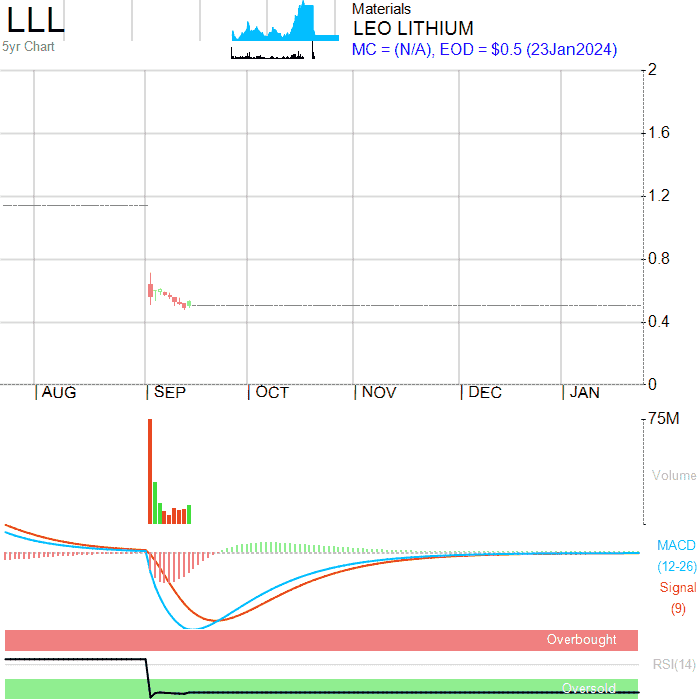 LLL
5yr Chart
Materials
LEO LITHIUM
MC = (N/A), EOD = $0.5 (23Jan2024)
2
1.6
1.2
0.8
0.4
0
AUG SEP OCT NOV DEC JAN
75M
Volume
MACD
(12-26)
Signal
(9)
Overbought
RSI(14)
Oversold